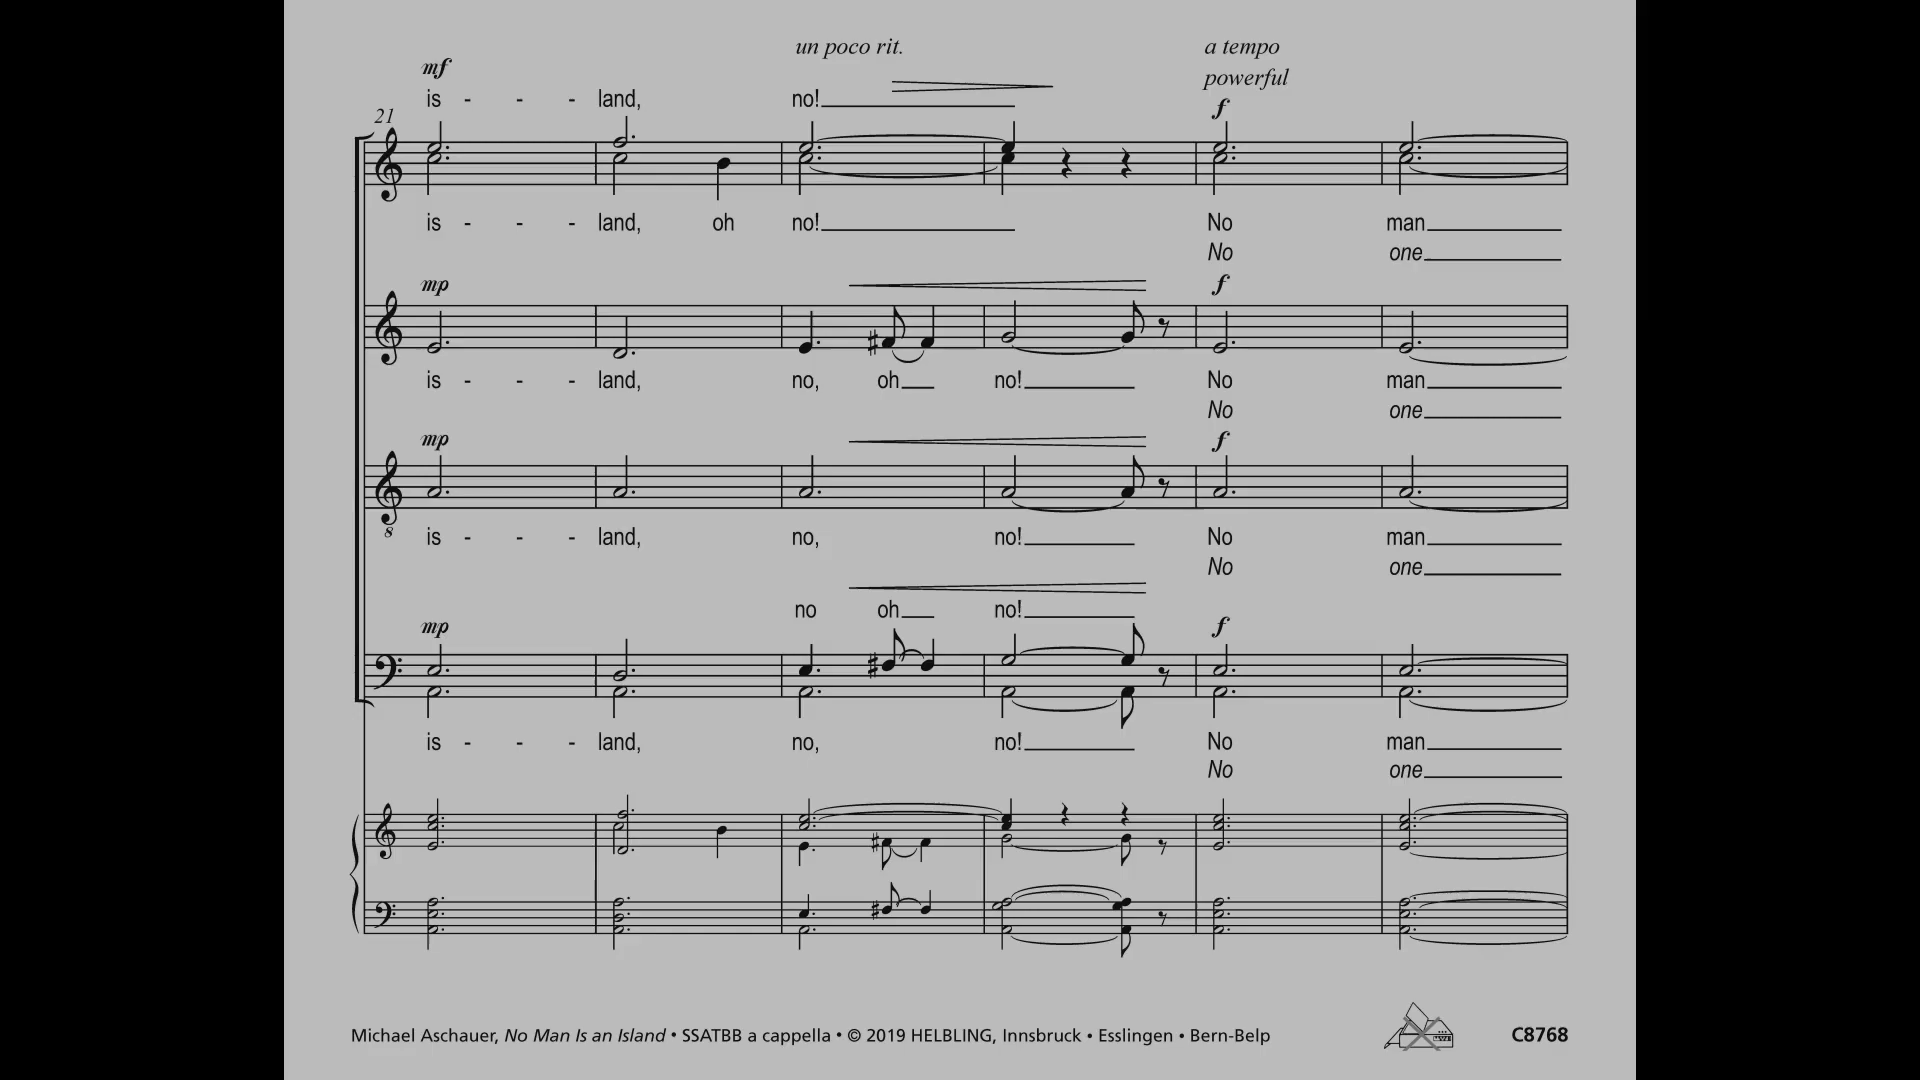 un poco rit. a tempo
mf powerful
is - - - land, no! f
21
is - - - land, oh no! No man
No one
mp f
is - - - land, no, oh no! No man
No one
mp f
8
is - - - land, no, no! No man
No one
no oh no!
mp f
is - - - land, no, no! No man
No one
Michael Aschauer, No Man Is an Island • SSATBB a cappella • © 2019 HELBLING, Innsbruck • Esslingen • Bern-Belp C8768